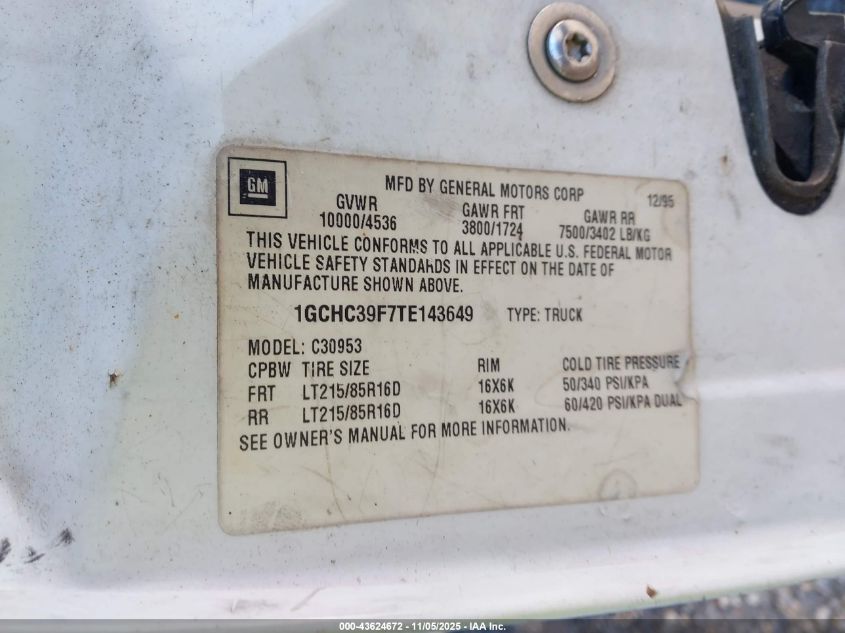 GM
MFD BY GENERAL MOTORS CORP 12/95
GVWR GAWR FRT GAWR RR
10000/4536 3800/1724 7500/3402 LB/KG
THIS VEHICLE CONFORMS TO ALL APPLICABLE U.S. FEDERAL MOTOR
VEHICLE SAFETY STANDARDS IN EFFECT ON THE DATE OF
MANUFACTURE SHOWN ABOVE.
1GCHC39F7TE143649 TYPE: TRUCK
MODEL: C30953
CPBW TIRE SIZE RIM COLD TIRE PRESSURE
FRT LT215/85R16D 16X6K 50/340 PSI/KPA
RR LT215/85R16D 16X6K 60/420 PSI/KPA DUAL
SEE OWNER'S MANUAL FOR MORE INFORMATION.
000-43624672 - 11/05/2025 - IAA Inc.